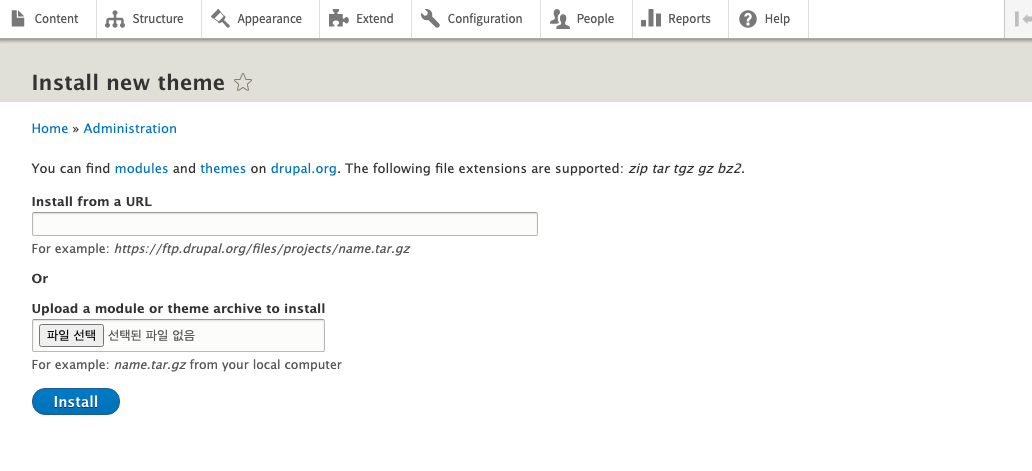 Content Structure Appearance Extend Configuration People Reports Help
Install new theme
Home » Administration
You can find modules and themes on drupal.org. The following file extensions are supported: zip tar tgz gz bz2.
Install from a URL
For example: https://ftp.drupal.org/files/projects/name.tar.gz
Or
Upload a module or theme archive to install
파일 선택 선택된 파일 없음
For example: name.tar.gz from your local computer
Install